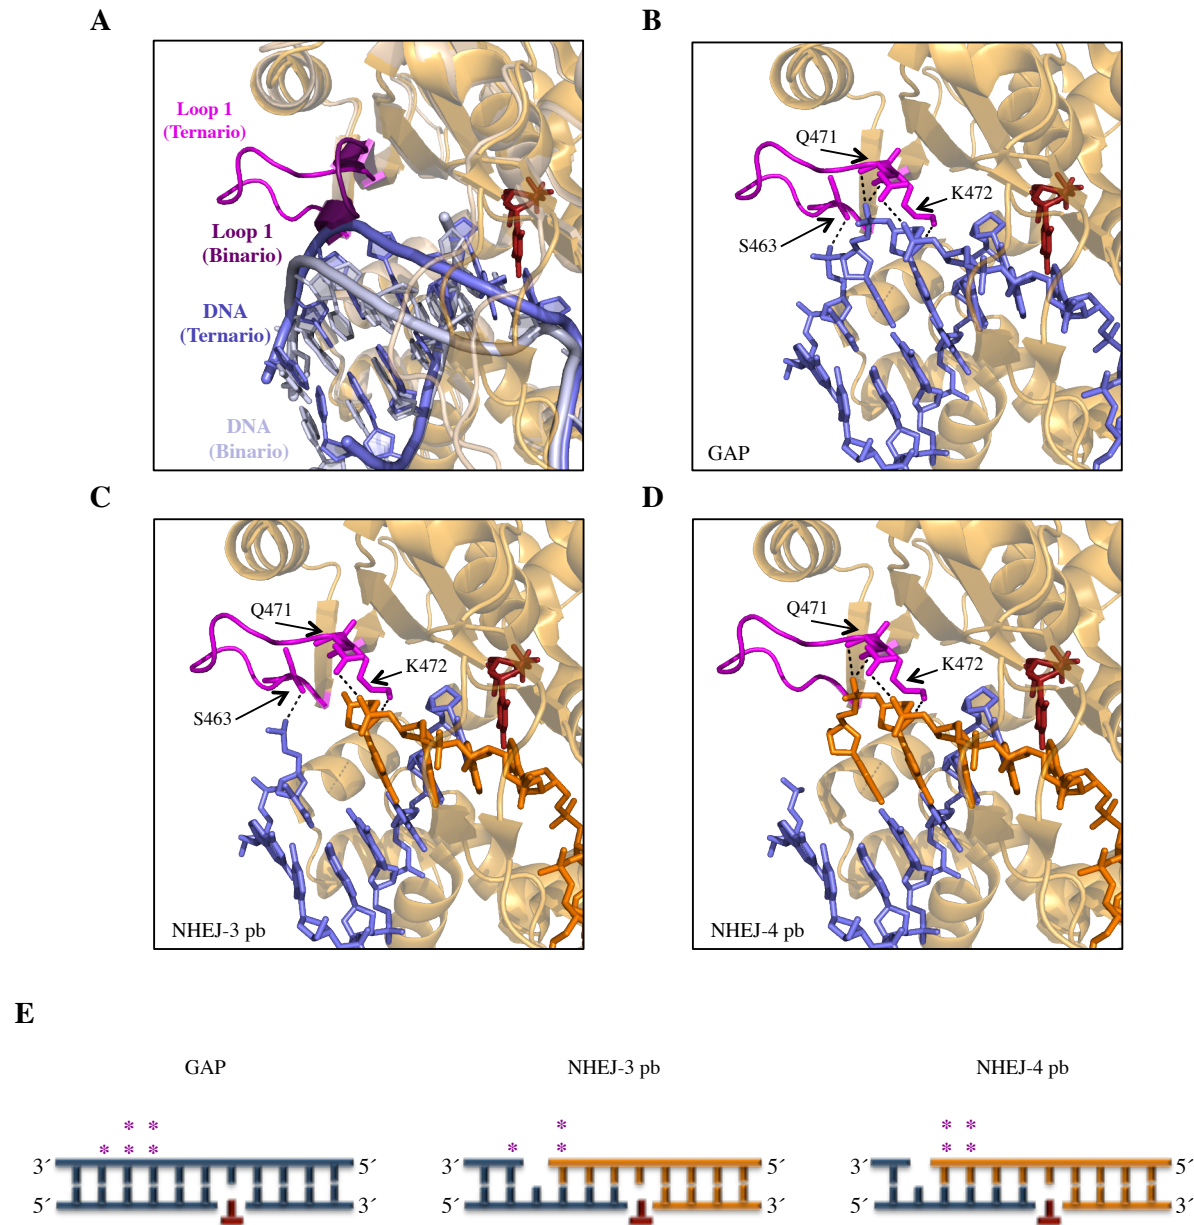 A
B
Loop 1
(Ternario)
Loop 1
(Binario)
DNA
(Ternario)
DNA
(Binario)
Q471
K472
S463
GAP
C
D
Q471
K472
S463
NHEJ-3 pb
Q471
K472
NHEJ-4 pb
E
GAP
NHEJ-3 pb
NHEJ-4 pb
* *
* * *
*
* *
* *
* *
3´ 5´
3´ 5´
3´ 5´
5´ 3´
5´ 3´
5´ 3´